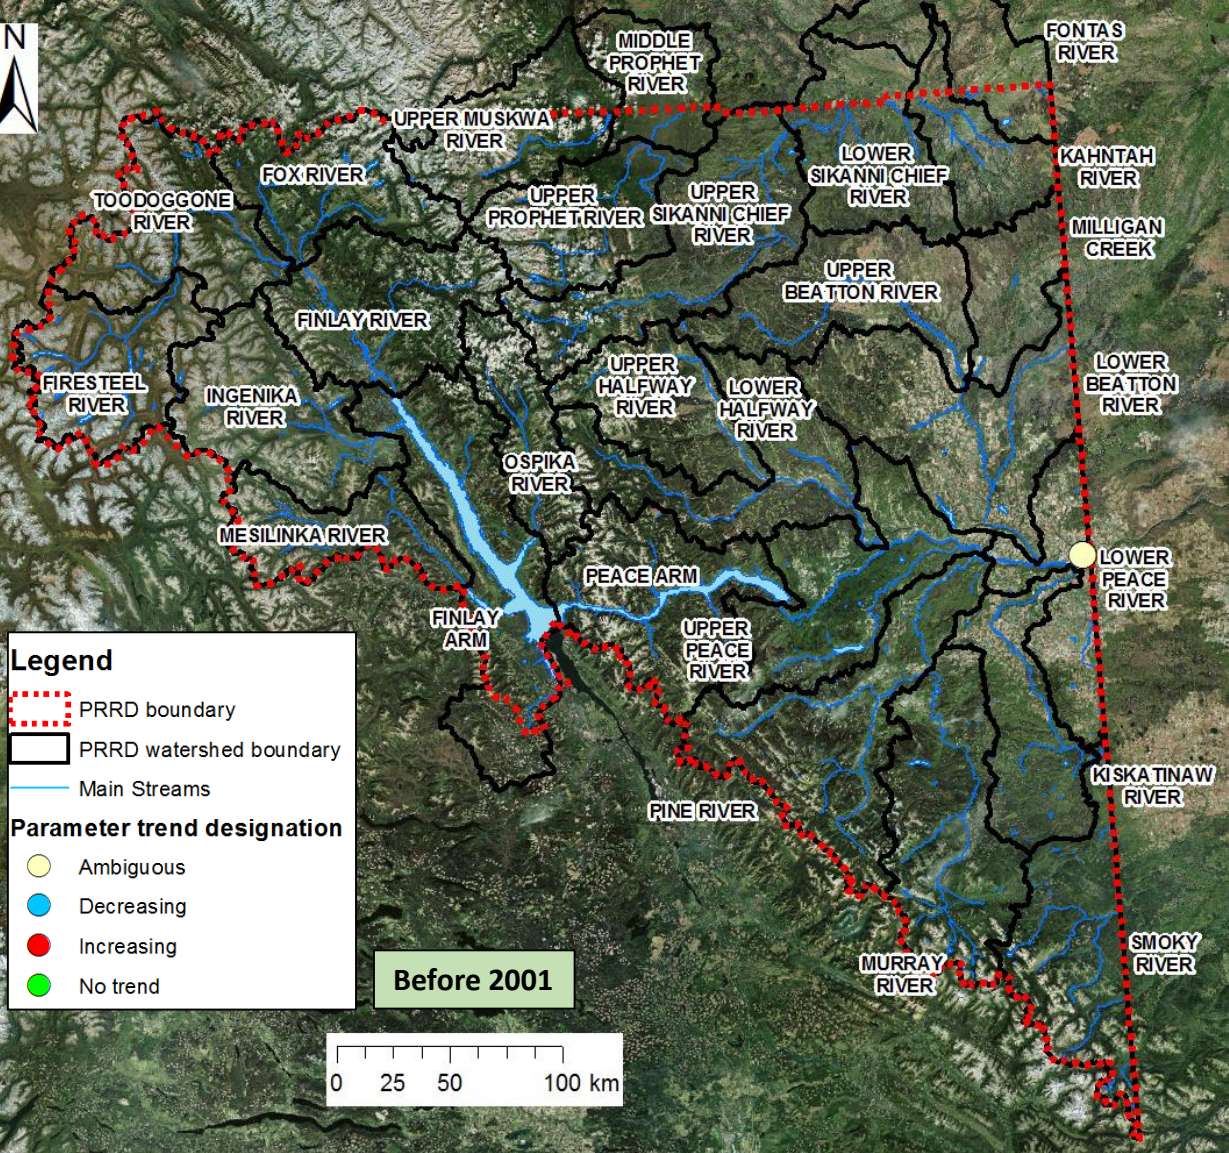 N
FONTAS
RIVER
MIDDLE
PROPHET
RIVER
UPPER MUSKWA
RIVER
KAHNTAH
RIVER
LOWER
SIKANNI CHIEF
RIVER
FOX RIVER
TOODOGGONE
RIVER
UPPER
PROPHET RIVER
UPPER
SIKANNI CHIEF
RIVER
MILLIGAN
CREEK
UPPER
BEATTON RIVER
FINLAY RIVER
FIRESTEEL
RIVER
INGENIKA
RIVER
UPPER
HALFWAY
RIVER
LOWER
HALFWAY
RIVER
LOWER
BEATTON
RIVER
OSPIKA
RIVER
MESILINKA RIVER
PEACE ARM
LOWER
PEACE
RIVER
FINLAY
ARM
UPPER
PEACE
RIVER
KISKATINAW
RIVER
PINE RIVER
MURRAY
RIVER
SMOKY
RIVER
Legend
PRRD boundary
PRRD watershed boundary
Main Streams
Parameter trend designation
Ambiguous
Decreasing
Increasing
No trend
Before 2001
0 25 50 100 km